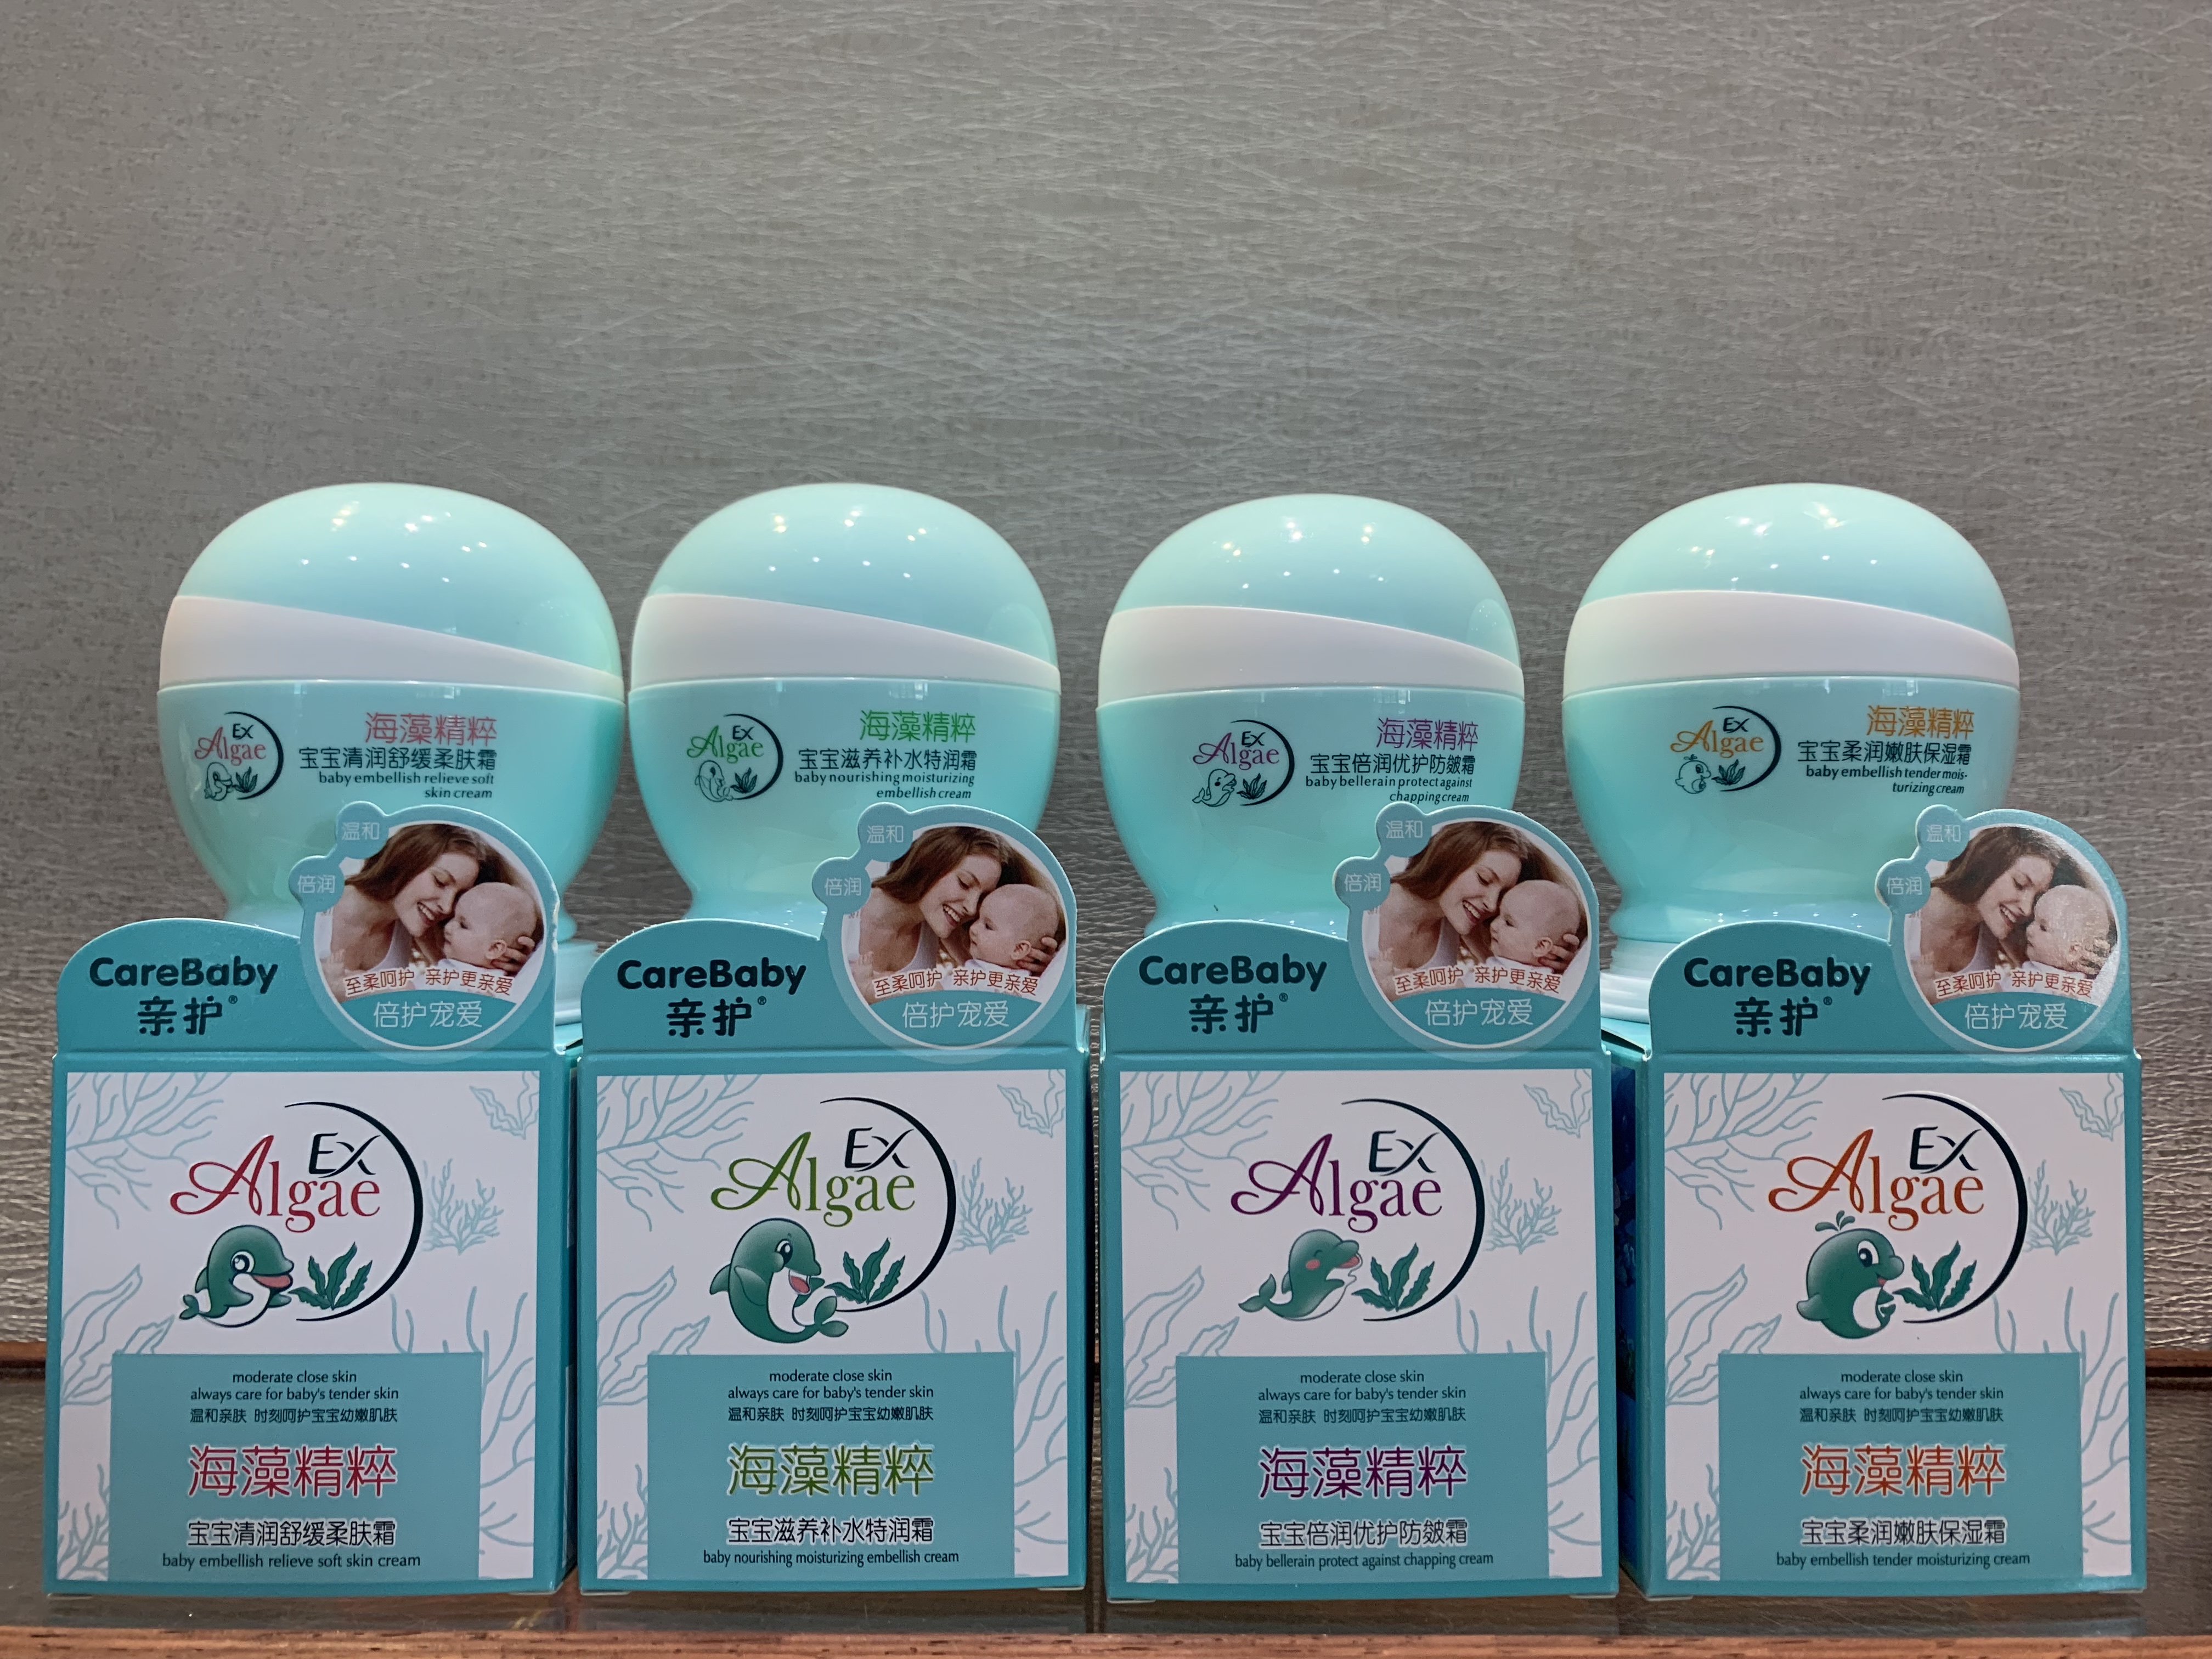 EX
Algae
海藻精粹
宝宝清润舒缓柔肤霜
baby embellish relieve soft
skin cream
EX
Algae
海藻精粹
宝宝滋养补水特润霜
baby nourishing moisturizing
embellish cream
EX
Algae
海藻精粹
宝宝倍润优护防皴霜
baby bellerain protect against
chapping cream
EX
Algae
海藻精粹
宝宝柔润嫩肤保湿霜
baby embellish tender mois-
turizing cream
温和
倍润
至柔呵护 亲护更亲爱
倍护宠爱
CareBaby
亲护®
EX
Algae
moderate close skin
always care for baby's tender skin
温和亲肤 时刻呵护宝宝幼嫩肌肤
海藻精粹
宝宝清润舒缓柔肤霜
baby embellish relieve soft skin cream
温和
倍润
至柔呵护 亲护更亲爱
倍护宠爱
CareBaby
亲护®
EX
Algae
moderate close skin
always care for baby's tender skin
温和亲肤 时刻呵护宝宝幼嫩肌肤
海藻精粹
宝宝滋养补水特润霜
baby nourishing moisturizing embellish cream
温和
倍润
至柔呵护 亲护更亲爱
倍护宠爱
CareBaby
亲护®
EX
Algae
moderate close skin
always care for baby's tender skin
温和亲肤 时刻呵护宝宝幼嫩肌肤
海藻精粹
宝宝倍润优护防皴霜
baby bellerain protect against chapping cream
温和
倍润
至柔呵护 亲护更亲爱
倍护宠爱
CareBaby
亲护®
EX
Algae
moderate close skin
always care for baby's tender skin
温和亲肤 时刻呵护宝宝幼嫩肌肤
海藻精粹
宝宝柔润嫩肤保湿霜
baby embellish tender moisturizing cream